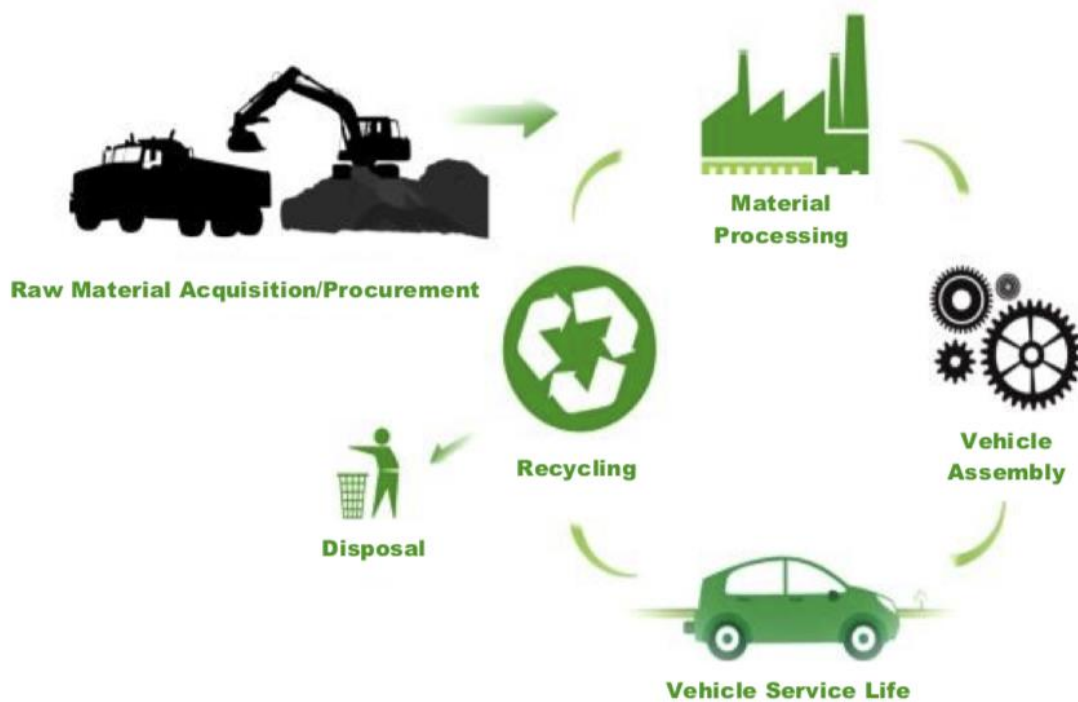 Material
Processing
Raw Material Acquisition/Procurement
Vehicle
Assembly
Recycling
Disposal
Vehicle Service Life